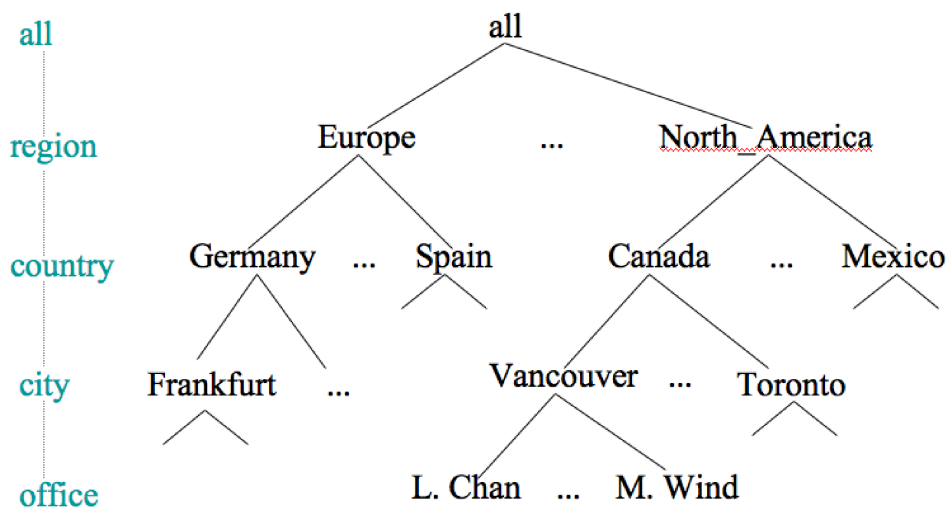 all all
region Europe ... North_America
country Germany ... Spain Canada ... Mexico
city Frankfurt ... Vancouver ... Toronto
office L. Chan ... M. Wind